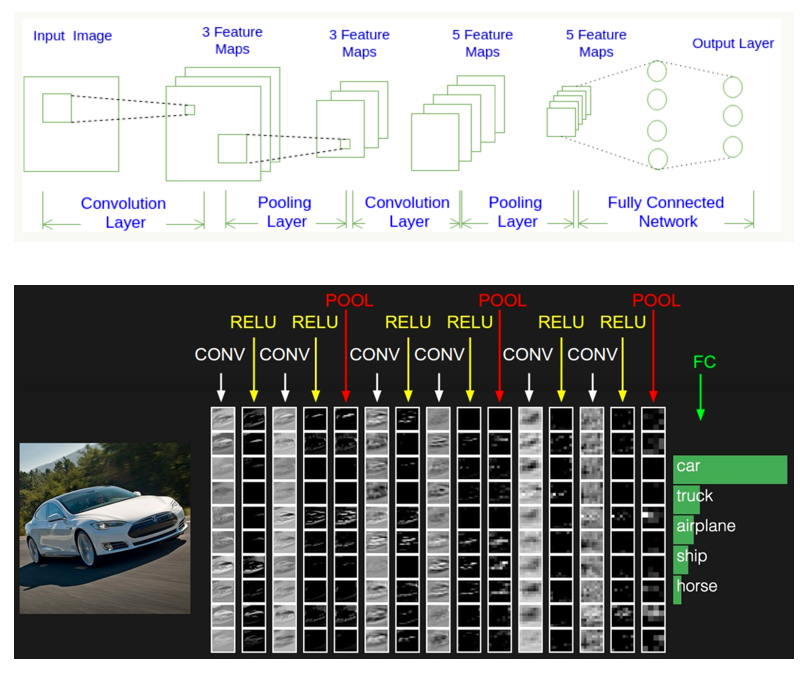 Input Image
3 Feature
Maps
3 Feature
Maps
5 Feature
Maps
5 Feature
Maps
Output Layer
Convolution
Layer
Pooling
Layer
Convolution
Layer
Pooling
Layer
Fully Connected
Network
POOL POOL POOL
RELU RELU RELU RELU RELU RELU
CONV CONV CONV CONV CONV CONV
FC
car
truck
airplane
ship
horse